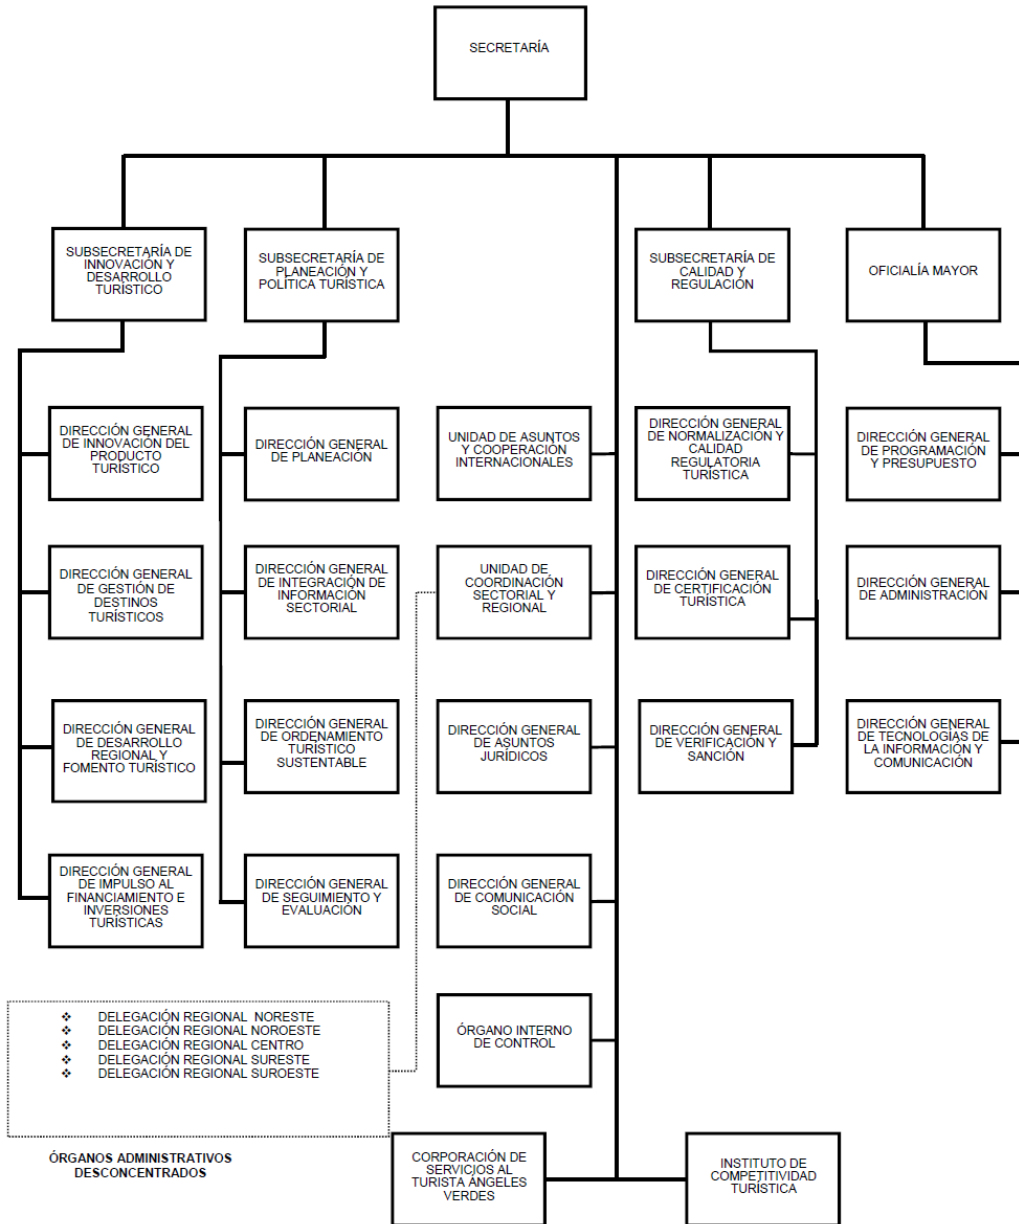 SECRETARÍA
SUBSECRETARÍA DE
INNOVACIÓN Y
DESARROLLO
TURÍSTICO
SUBSECRETARÍA DE
PLANEACIÓN Y
POLÍTICA TURÍSTICA
SUBSECRETARÍA DE
CALIDAD Y
REGULACIÓN
OFICIALÍA MAYOR
DIRECCIÓN GENERAL
DE INNOVACIÓN DEL
PRODUCTO
TURÍSTICO
DIRECCIÓN GENERAL
DE PLANEACIÓN
UNIDAD DE ASUNTOS
Y COOPERACIÓN
INTERNACIONALES
DIRECCIÓN GENERAL
DE NORMALIZACIÓN Y
CALIDAD
REGULATORIA
TURÍSTICA
DIRECCIÓN GENERAL
DE PROGRAMACIÓN
Y PRESUPUESTO
DIRECCIÓN GENERAL
DE GESTIÓN DE
DESTINOS
TURÍSTICOS
DIRECCIÓN GENERAL
DE INTEGRACIÓN DE
INFORMACIÓN
SECTORIAL
UNIDAD DE
COORDINACIÓN
SECTORIAL Y
REGIONAL
DIRECCIÓN GENERAL
DE CERTIFICACIÓN
TURÍSTICA
DIRECCIÓN GENERAL
DE ADMINISTRACIÓN
DIRECCIÓN GENERAL
DE DESARROLLO
REGIONAL Y
FOMENTO TURÍSTICO
DIRECCIÓN GENERAL
DE ORDENAMIENTO
TURÍSTICO
SUSTENTABLE
DIRECCIÓN GENERAL
DE ASUNTOS
JURÍDICOS
DIRECCIÓN GENERAL
DE VERIFICACIÓN Y
SANCIÓN
DIRECCIÓN GENERAL
DE TECNOLOGÍAS DE
LA INFORMACIÓN Y
COMUNICACIÓN
DIRECCIÓN GENERAL
DE IMPULSO AL
FINANCIAMIENTO E
INVERSIONES
TURÍSTICAS
DIRECCIÓN GENERAL
DE SEGUIMIENTO Y
EVALUACIÓN
DIRECCIÓN GENERAL
DE COMUNICACIÓN
SOCIAL
❖ DELEGACIÓN REGIONAL NORESTE
❖ DELEGACIÓN REGIONAL NOROESTE
❖ DELEGACIÓN REGIONAL CENTRO
❖ DELEGACIÓN REGIONAL SURESTE
❖ DELEGACIÓN REGIONAL SUROESTE
ÓRGANO INTERNO
DE CONTROL
ÓRGANOS ADMINISTRATIVOS
DESCONCENTRADOS
CORPORACIÓN DE
SERVICIOS AL
TURISTA ÁNGELES
VERDES
INSTITUTO DE
COMPETITIVIDAD
TURÍSTICA